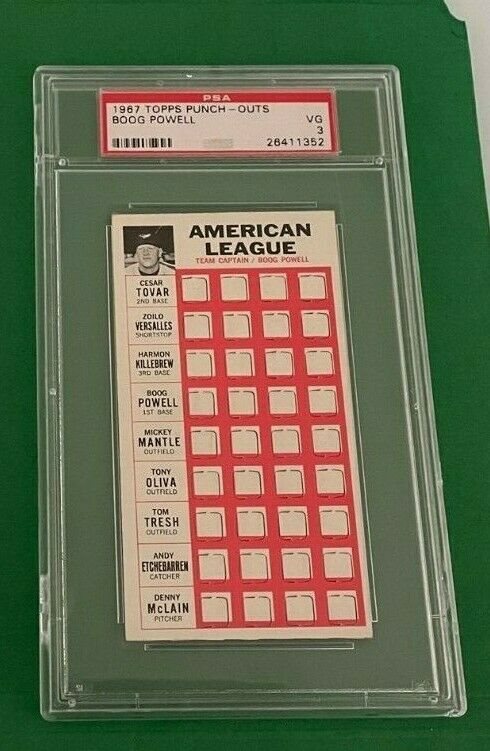 PSA
1967 TOPPS PUNCH-OUTS
BOOG POWELL VG
3
26411352
AMERICAN
LEAGUE
TEAM CAPTAIN / BOOG POWELL
CESAR
TOVAR
2ND BASE
ZOILO
VERSALLES
SHORTSTOP
HARMON
KILLEBREW
3RD BASE
BOOG
POWELL
1ST BASE
MICKEY
MANTLE
OUTFIELD
TONY
OLIVA
OUTFIELD
TOM
TRESH
OUTFIELD
ANDY
ETCHEBARREN
CATCHER
DENNY
McLAIN
PITCHER